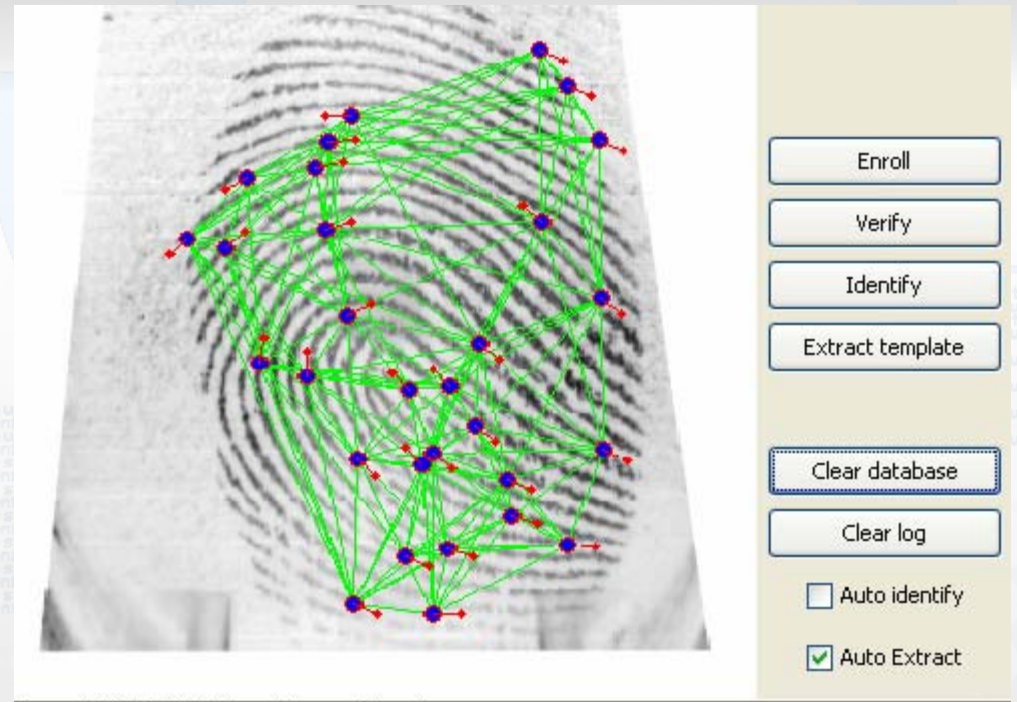 Enroll
Verify
Identify
Extract template
Clear database
Clear log
Auto identify
Auto Extract